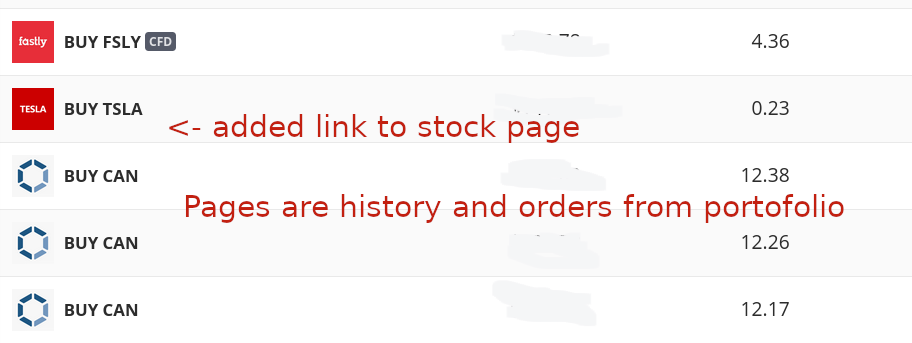 fastly BUY FSLY CFD 4.36
TESLA BUY TSLA 0.23
<- added link to stock page
BUY CAN 12.38
Pages are history and orders from portofolio
BUY CAN 12.26
BUY CAN 12.17